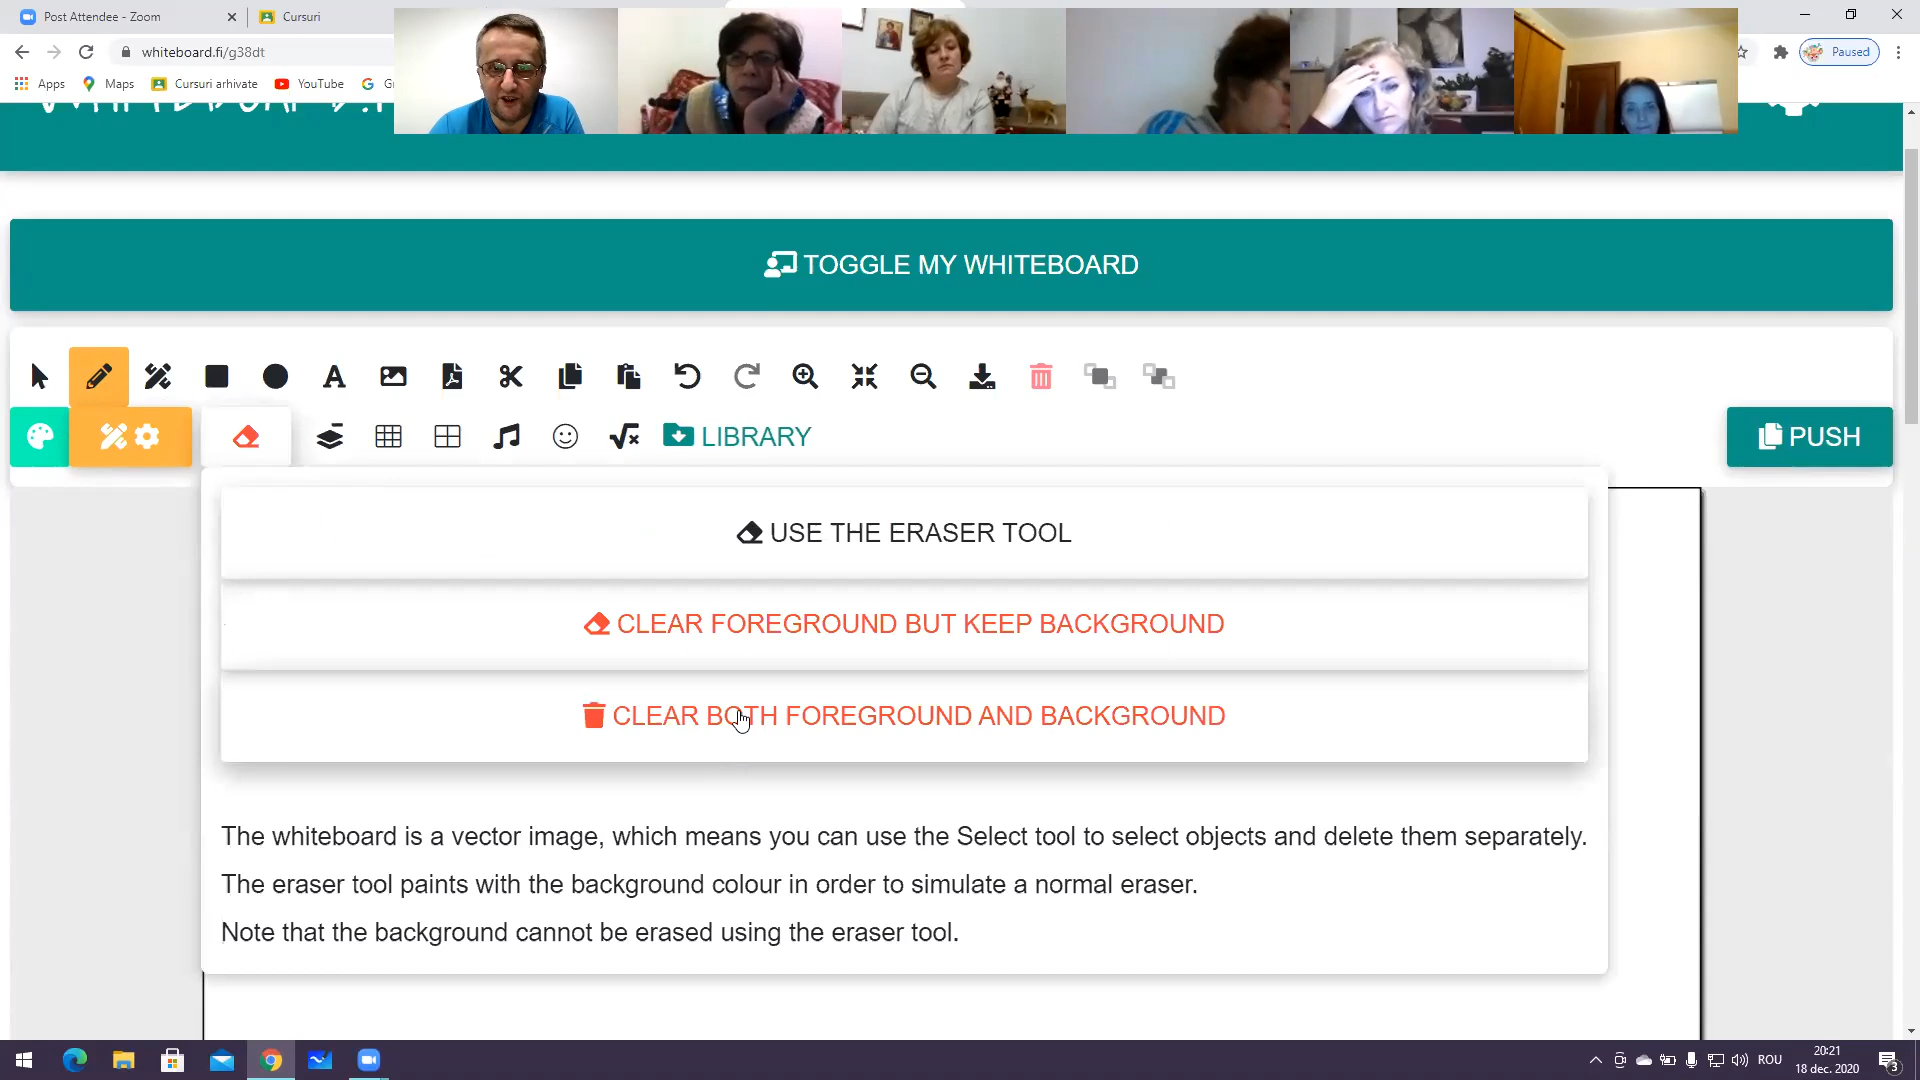 Post Attendee - Zoom
Cursuri
whiteboard.fi/g38dt
Paused
Apps
Maps
Cursuri arhivate
YouTube
TOGGLE MY WHITEBOARD
LIBRARY
PUSH
USE THE ERASER TOOL
CLEAR FOREGROUND BUT KEEP BACKGROUND
CLEAR BOTH FOREGROUND AND BACKGROUND
The whiteboard is a vector image, which means you can use the Select tool to select objects and delete them separately.
The eraser tool paints with the background colour in order to simulate a normal eraser.
Note that the background cannot be erased using the eraser tool.
ROU
20:21
18 dec. 2020
3